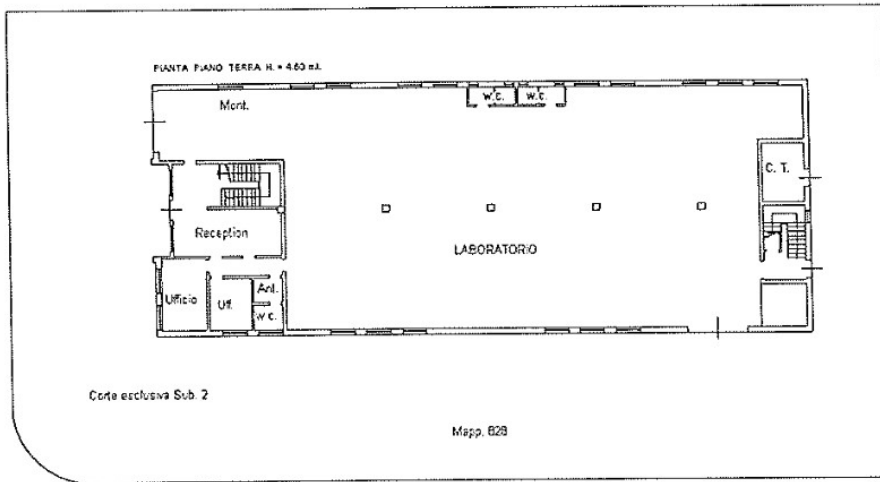 PIANTA PIANO TERRA H. = 4.60 ml.
Mont.
W.C.
W.C.
C. T.
Reception
LABORATORIO
Ufficio
Uff.
Ant.
W.C.
Corte esclusiva Sub. 2
Mapp. 828